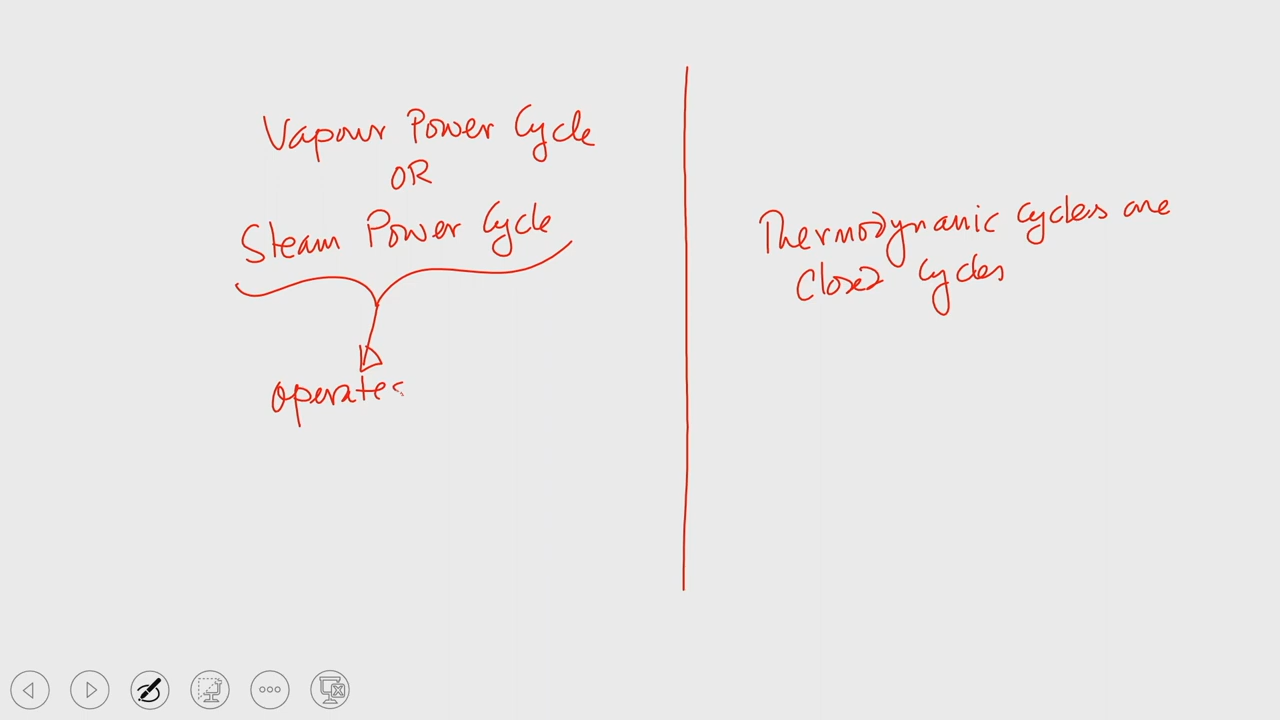 Vapour Power Cycle
OR
Steam Power Cycle
operates
Thermodynamic cycles are
closed cycles